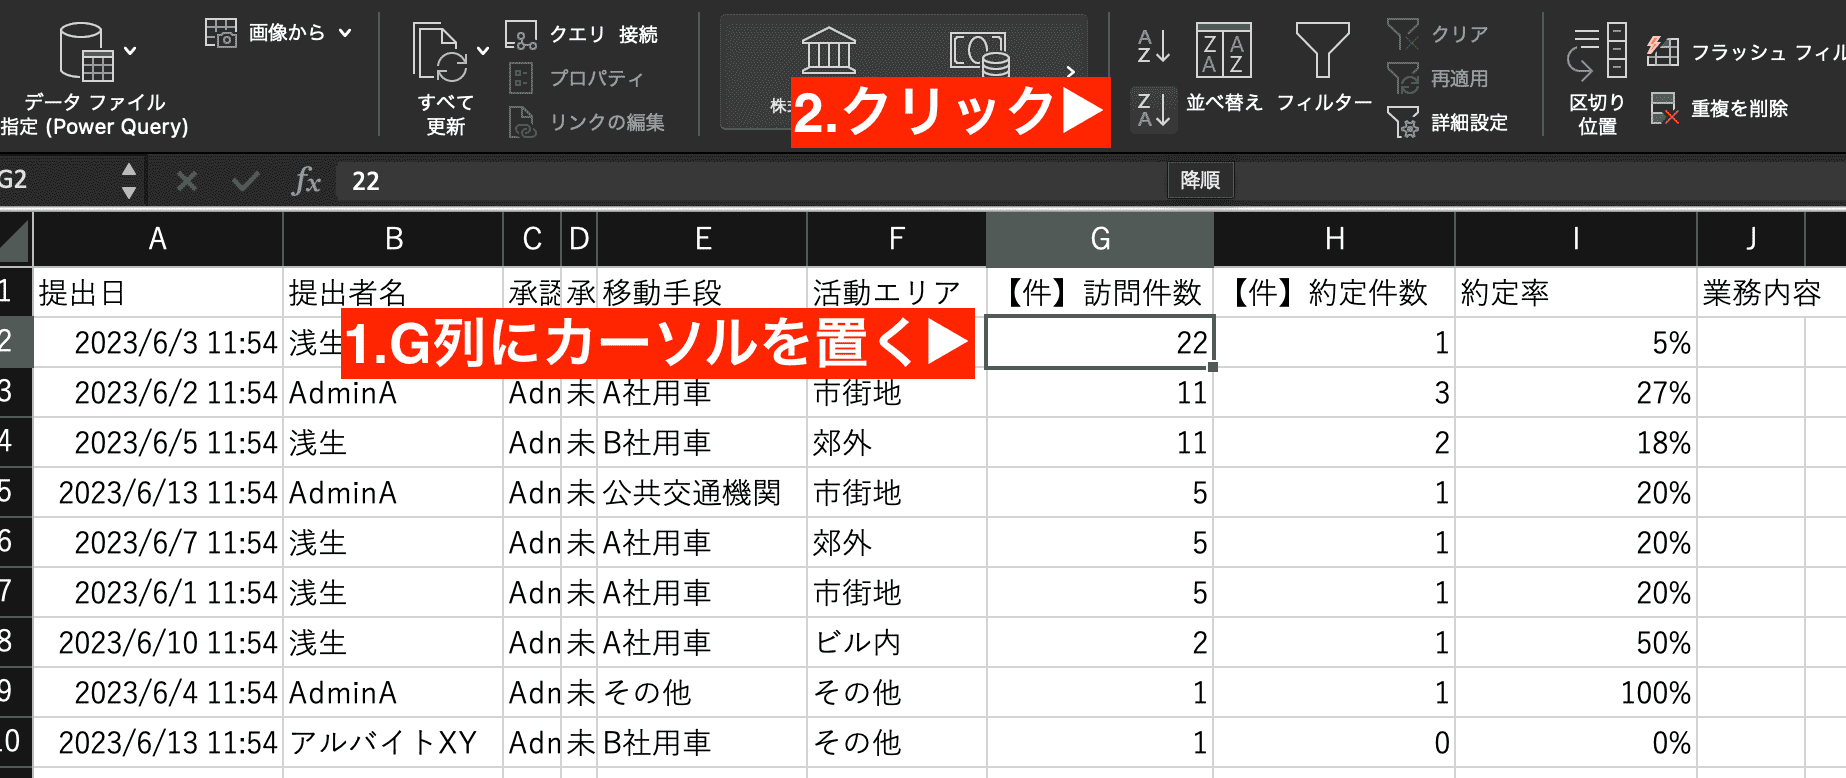 画像から
データ ファイル
指定 (Power Query)
すべて
更新
クエリ 接続
プロパティ
リンクの編集
2.クリック▶
A
Z
Z
A
Z A
A Z
並べ替え
フィルター
クリア
再適用
詳細設定
区切り
位置
フラッシュ フィル
重複を削除
G2
fx
22
降順
A B C D E F G H I J
1 提出日 提出者名 承認 承 移動手段 活動エリア 【件】訪問件数 【件】約定件数 約定率 業務内容
1.G列にカーソルを置く▶
2 2023/6/3 11:54 浅生 22 1 5%
3 2023/6/2 11:54 AdminA Adn 未 A社用車 市街地 11 3 27%
4 2023/6/5 11:54 浅生 Adn 未 B社用車 郊外 11 2 18%
5 2023/6/13 11:54 AdminA Adn 未 公共交通機関 市街地 5 1 20%
6 2023/6/7 11:54 浅生 Adn 未 A社用車 郊外 5 1 20%
7 2023/6/1 11:54 浅生 Adn 未 A社用車 市街地 5 1 20%
8 2023/6/10 11:54 浅生 Adn 未 A社用車 ビル内 2 1 50%
9 2023/6/4 11:54 AdminA Adn 未 その他 その他 1 1 100%
10 2023/6/13 11:54 アルバイトXY Adn 未 B社用車 その他 1 0 0%